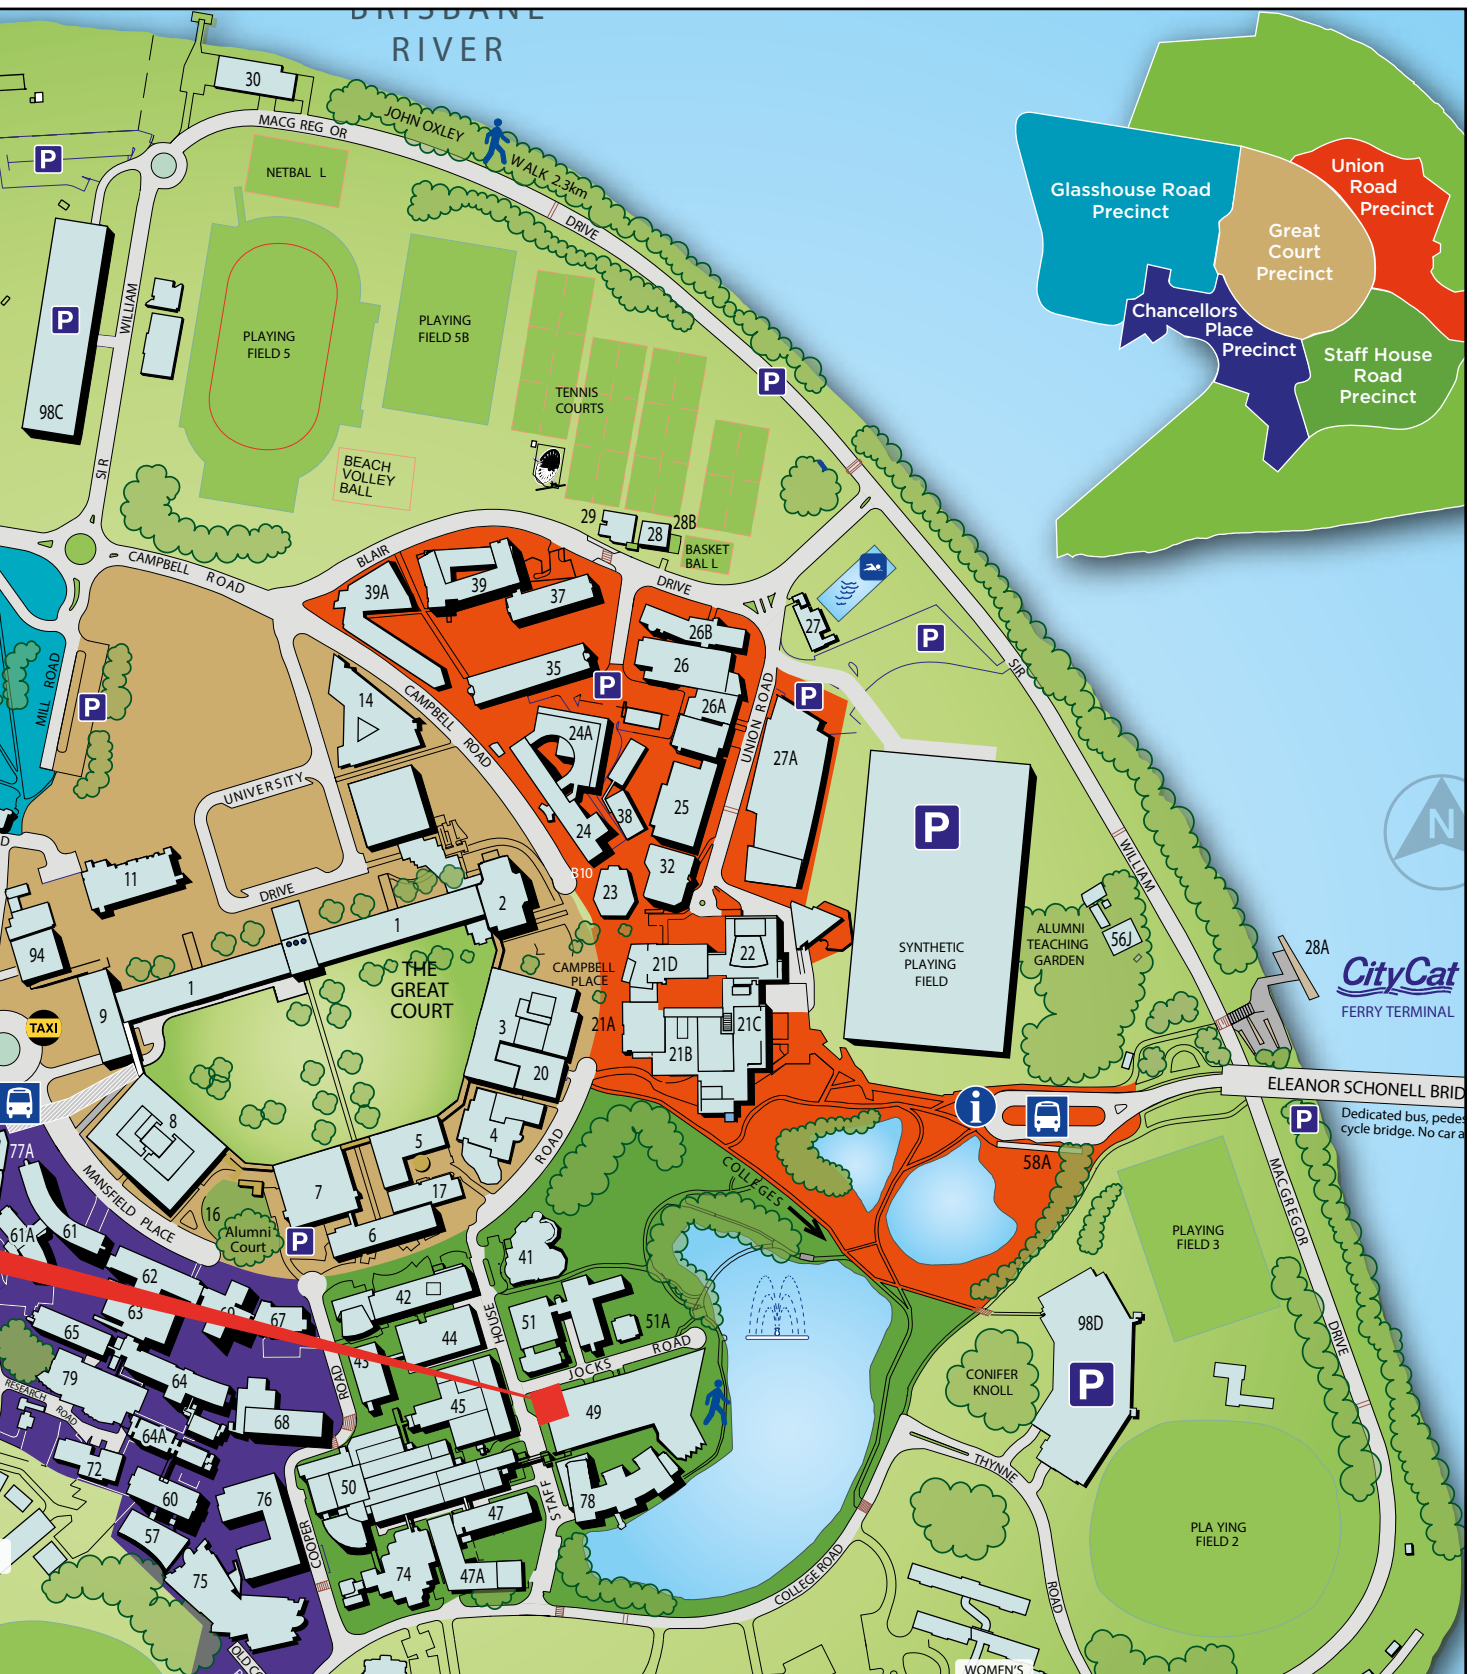 BRISBANE
RIVER
30
MACG REG OR
JOHN OXLEY
WALK 2.3km
DRIVE
P
NETBAL L
Glasshouse Road
Precinct
Union
Road
Precinct
Great
Court
Precinct
Chancellors
Place
Precinct
Staff House
Road
Precinct
P
98C
WILLIAM
SI R
PLAYING
FIELD 5
PLAYING
FIELD 5B
TENNIS
COURTS
P
BEACH
VOLLEY
BALL
29
28
28B
BASKET
BAL L
CAMPBELL ROAD
BLAIR
DRIVE
39A
39
37
35
P
26B
26
26A
27
P
P
SIR
MILL ROAD
P
14
CAMPBELL ROAD
24A
24
38
25
UNION ROAD
27A
P
UNIVERSITY
DRIVE
11
B10
23
32
WILLIAM
N
94
1
1
2
9
TAXI
THE
GREAT
COURT
CAMPBELL
PLACE
21D
22
21A
21B
21C
3
20
SYNTHETIC
PLAYING
FIELD
ALUMNI
TEACHING
GARDEN
56J
28A
CityCat
FERRY TERMINAL
ELEANOR SCHONELL BRID
Dedicated bus, pede
cycle bridge. No car a
P
i
58A
8
5
4
ROAD
77A
MANSFIELD PLACE
7
17
6
16
Alumni
Court
P
COLLEGES
PLAYING
FIELD 3
MACGREGOR
DRIVE
61A
61
62
63
69
67
65
79
64
64A
68
RESEARCH
ROAD
72
60
57
76
75
ROAD
COOPER
41
42
HOUSE
44
43
45
51
51A
JOCKS ROAD
49
50
47
47A
74
78
STAFF
98D
P
CONIFER
KNOLL
THYNNE
ROAD
PLA YING
FIELD 2
COLLEGE ROAD
OLD CO
WOMEN'S
D